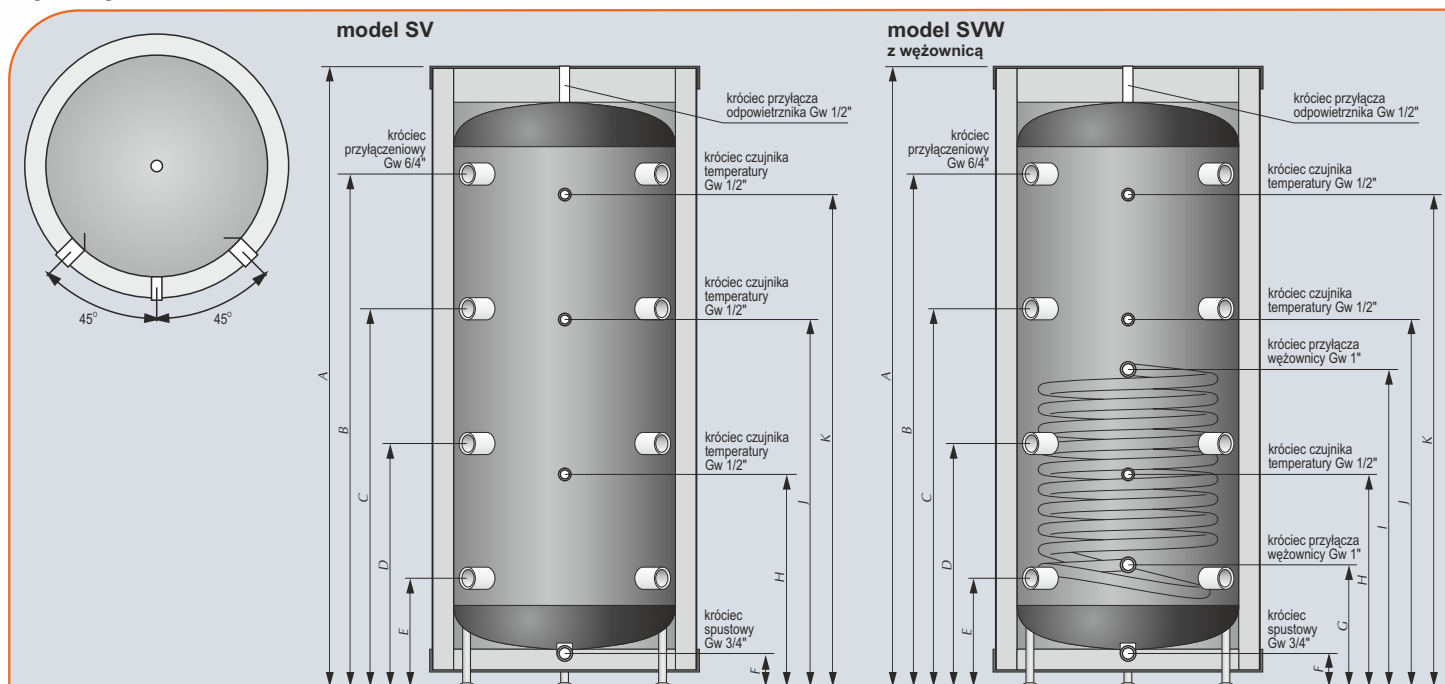 model SV
model SVW
z wężownicą
króciec przyłącza
odpowietrznika Gw 1/2"
króciec
przyłączeniowy
Gw 6/4"
króciec czujnika
temperatury
Gw 1/2"
króciec czujnika
temperatury
Gw 1/2"
króciec czujnika
temperatury
Gw 1/2"
króciec
spustowy
Gw 3/4"
A
B
C
D
E
F
H
J
K
45°
45°
króciec przyłącza
odpowietrznika Gw 1/2"
króciec
przyłączeniowy
Gw 6/4"
króciec czujnika
temperatury Gw 1/2"
króciec czujnika
temperatury Gw 1/2"
króciec przyłącza
wężownicy Gw 1"
króciec czujnika
temperatury Gw 1/2"
króciec przyłącza
wężownicy Gw 1"
króciec
spustowy
Gw 3/4"
A
B
C
D
E
F
G
H
I
J
K